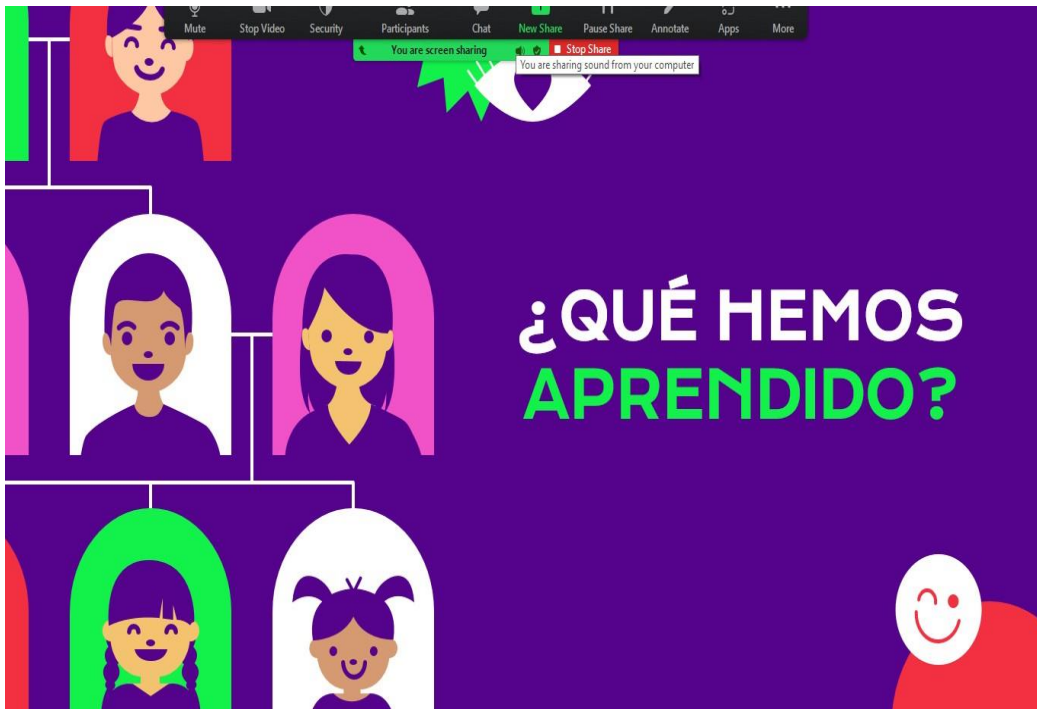 Mute Stop Video Security Participants Chat New Share Pause Share Annotate Apps More
You are screen sharing Stop Share
You are sharing sound from your computer
¿QUÉ HEMOS
APRENDIDO?